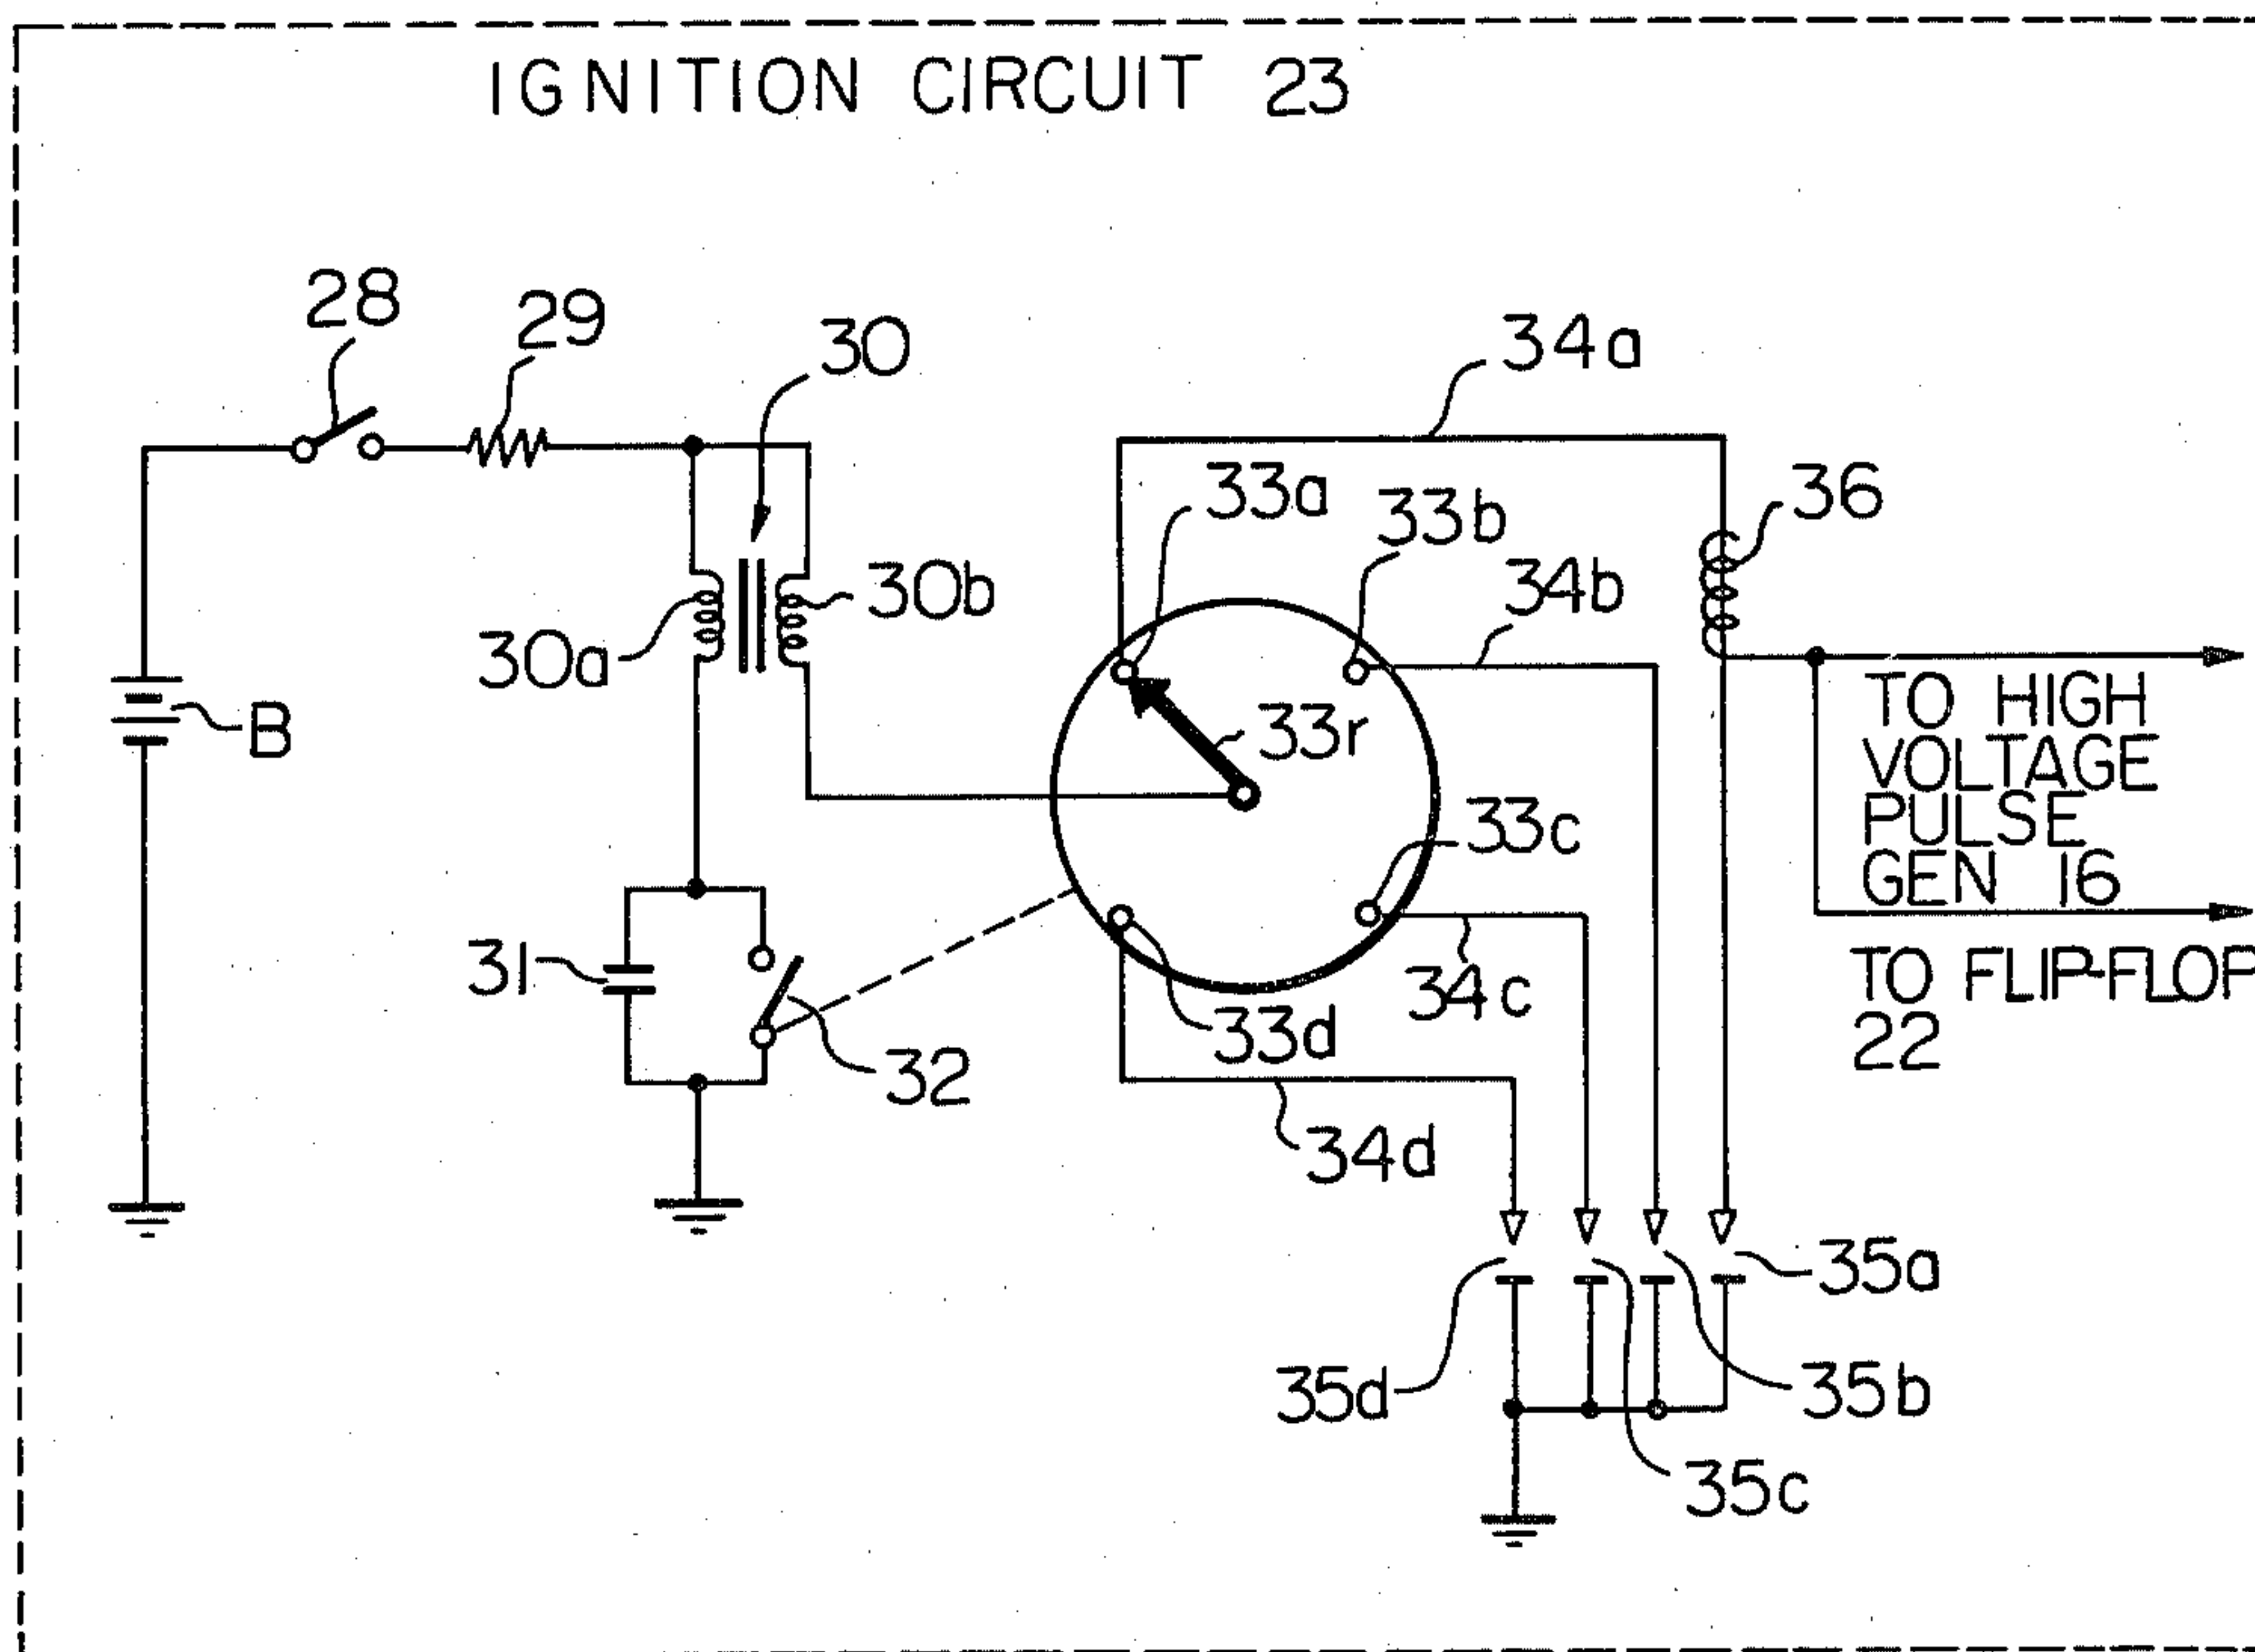 IGNITION CIRCUIT 23
28
29
30
34a
33a
33b
36
30b
34b
30a
B
33r
TO HIGH
VOLTAGE
PULSE
GEN 16
33c
31
34c
TO FLIP-FLOP
22
33d
32
34d
35a
35d
35b
35c